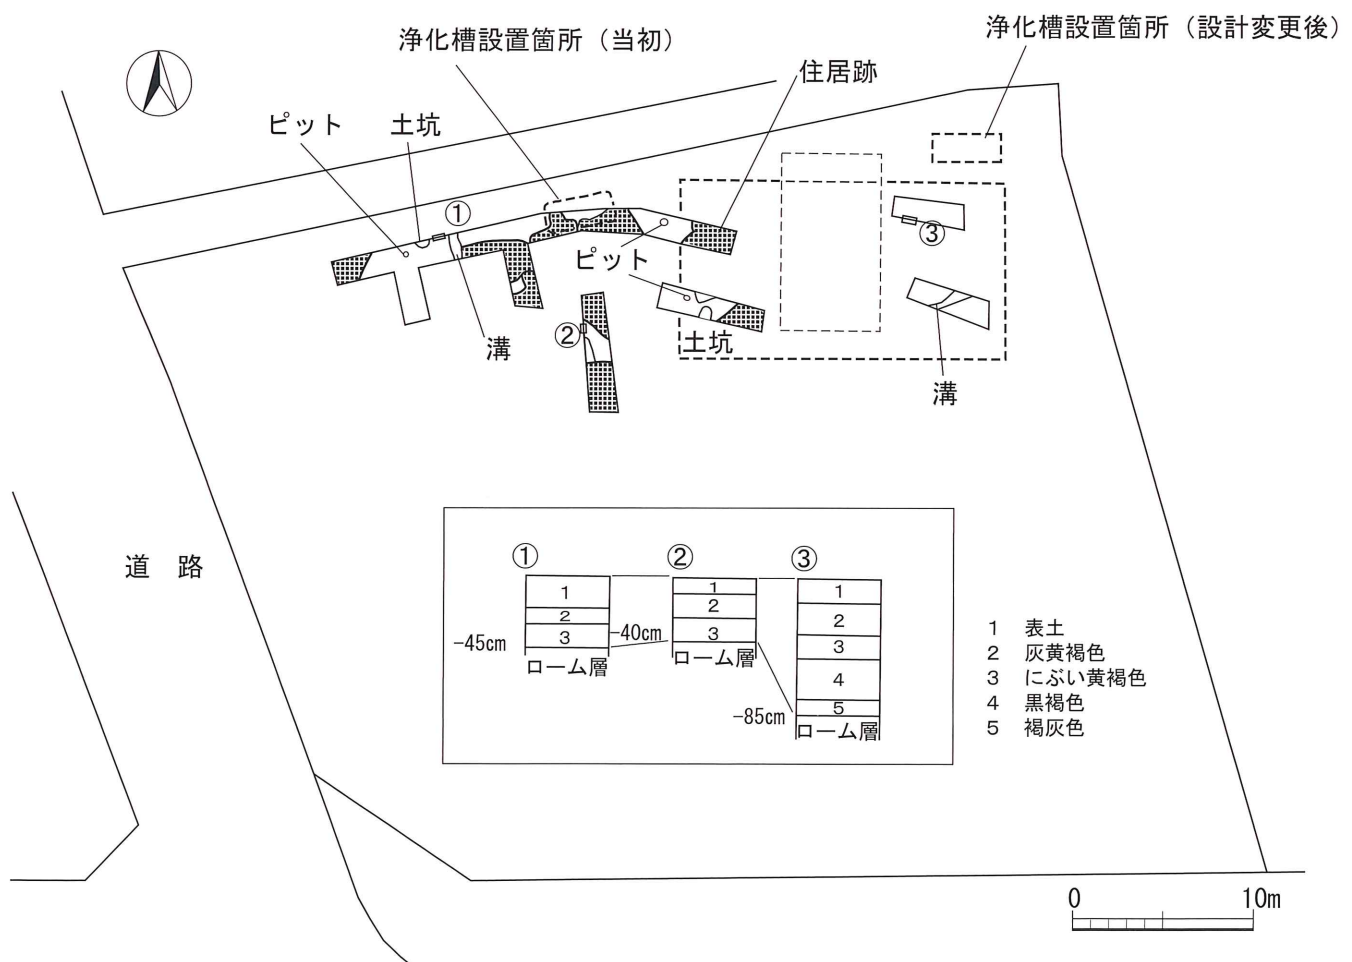 浄化槽設置箇所（当初）
浄化槽設置箇所（設計変更後）
住居跡
ピット
土坑
①
③
ピット
②
溝
土坑
溝
道　路
①
②
③
1
2
3
-45cm
ローム層
1
2
3
-40cm
ローム層
1
2
3
4
5
-85cm
ローム層
1　表土
2　灰黄褐色
3　にぶい黄褐色
4　黒褐色
5　褐灰色
0　10m